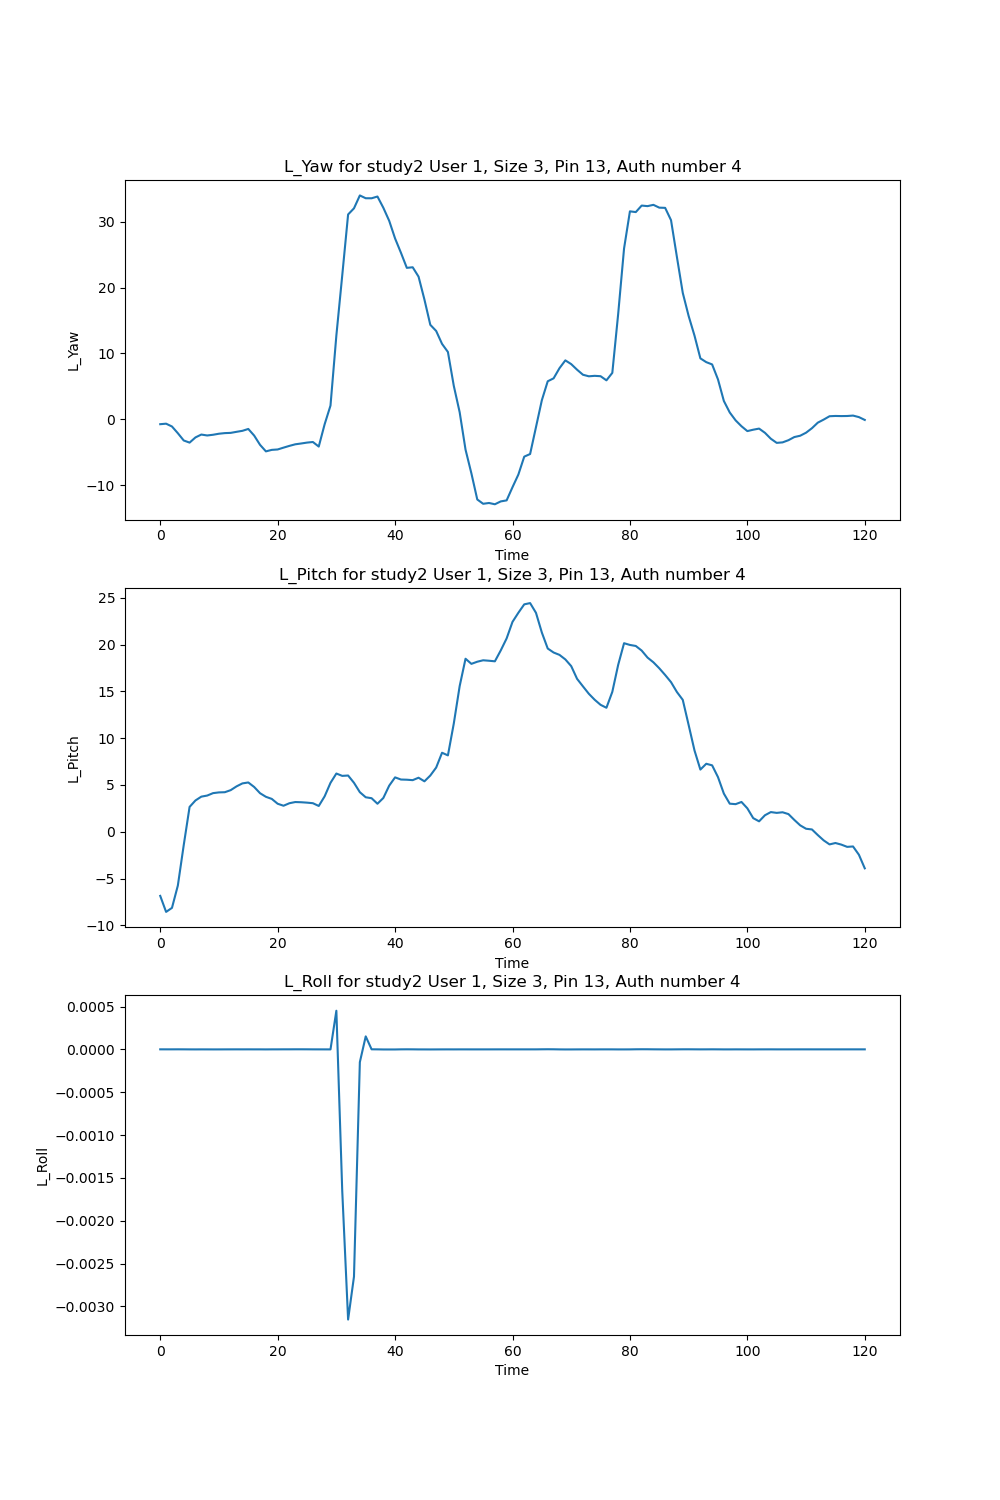 L_Yaw for study2 User 1, Size 3, Pin 13, Auth number 4
30
20
10
0
−10
L_Yaw
0 20 40 60 80 100 120
Time
L_Pitch for study2 User 1, Size 3, Pin 13, Auth number 4
25
20
15
10
5
0
−5
−10
L_Pitch
0 20 40 60 80 100 120
Time
L_Roll for study2 User 1, Size 3, Pin 13, Auth number 4
0.0005
0.0000
−0.0005
−0.0010
−0.0015
−0.0020
−0.0025
−0.0030
L_Roll
0 20 40 60 80 100 120
Time